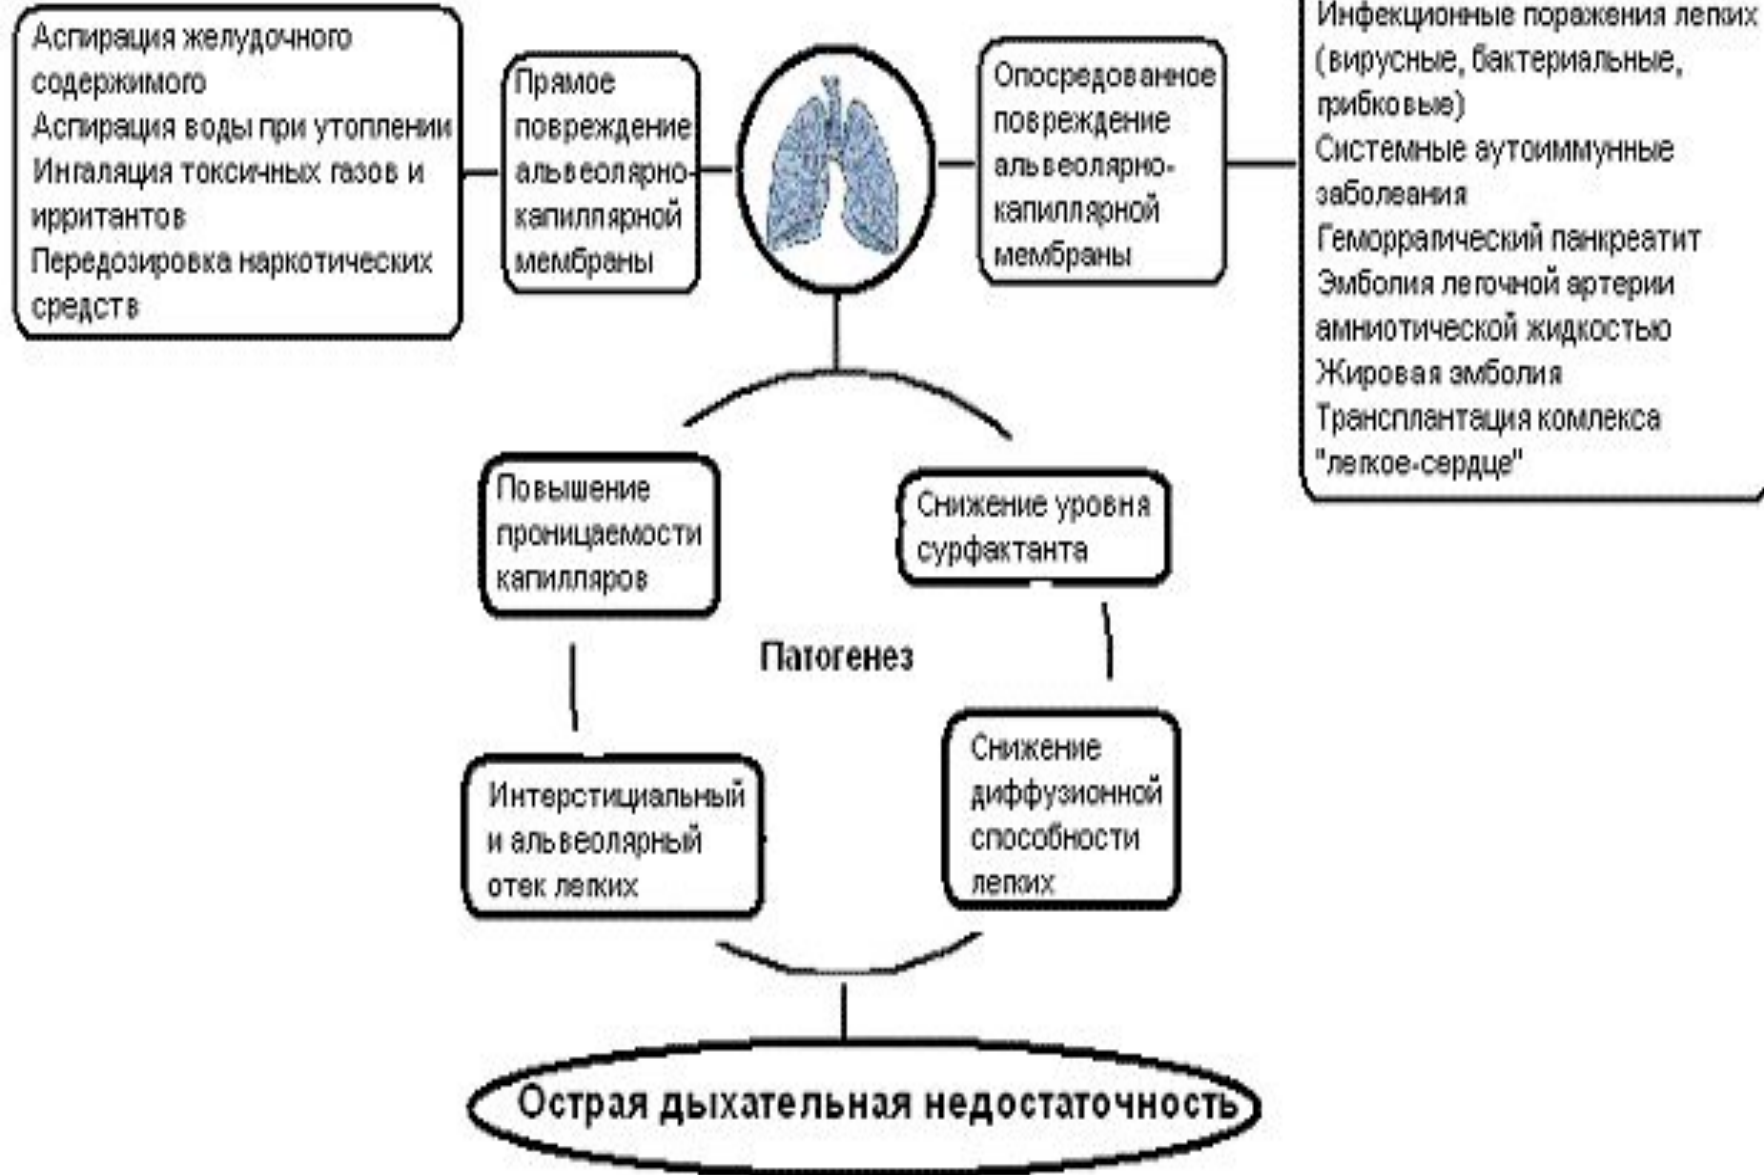 Аспирация желудочного
содержимого
Аспирация воды при утоплении
Ингаляция токсичных газов и
ирритантов
Передозировка наркотических
средств
Прямое
повреждение
альвеолярно-
капиллярной
мембраны
Опосредованное
повреждение
альвеолярно-
капиллярной
мембраны
Инфекционные поражения легких
(вирусные, бактериальные,
грибковые)
Системные аутоиммунные
заболевания
Геморрагический панкреатит
Эмболия легочной артерии
амниотической жидкостью
Жировая эмболия
Трансплантация комлекса
"легкое-сердце"
Повышение
проницаемости
капилляров
Снижение уровня
сурфактанта
Патогенез
Интерстициальный
и альвеолярный
отек легких
Снижение
диффузионной
способности
легких
Острая дыхательная недостаточность